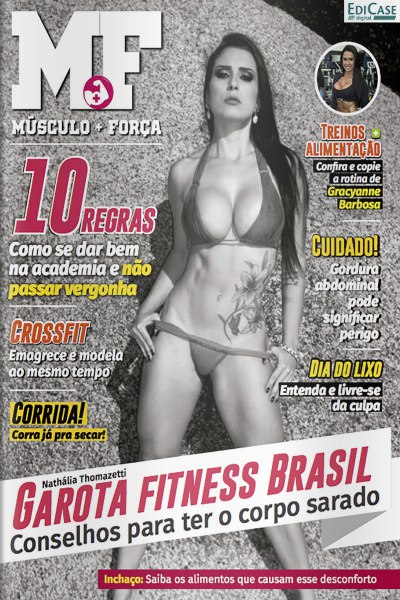 EDICASE
digital
M+F
MÚSCULO + FORÇA
TREINOS +
ALIMENTAÇÃO
Confira e copie
a rotina de
Gracyanne
Barbosa
10 REGRAS
Como se dar bem
na academia e não
passar vergonha
CUIDADO!
Gordura
abdominal
pode
significar
perigo
CROSSFIT
Emagrece e modela
ao mesmo tempo
DIA DO LIXO
Entenda e livre-se
da culpa
CORRIDA!
Corra já pra secar!
Nathália Thomazetti
GAROTA FITNESS BRASIL
Conselhos para ter o corpo sarado
Inchaço: Saiba os alimentos que causam esse desconforto